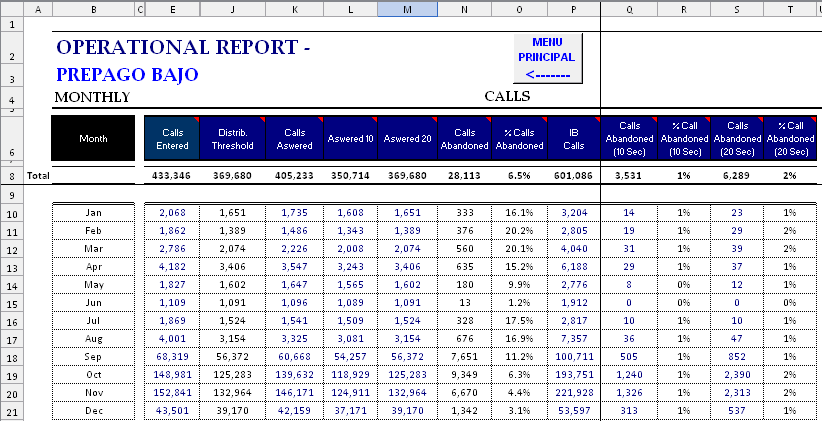 A B C E J K L M N O P Q R S T
1
2 OPERATIONAL REPORT - MENU PRINCIPAL
3 PREPAGO BAJO <-------
4 MONTHLY CALLS
5
6 Month Calls Entered Distrib. Threshold Calls Aswered Aswered 10 Aswered 20 Calls Abandoned % Calls Abandoned IB Calls Calls Abandoned (10 Sec) % Call Abandoned (10 Sec) Calls Abandoned (20 Sec) % Call Abandoned (20 Sec)
8 Total 433,346 369,680 405,233 350,714 369,680 28,113 6.5% 601,086 3,531 1% 6,289 2%
9
10 Jan 2,068 1,651 1,735 1,608 1,651 333 16.1% 3,204 14 1% 23 1%
11 Feb 1,862 1,389 1,486 1,343 1,389 376 20.2% 2,805 19 1% 29 2%
12 Mar 2,786 2,074 2,226 2,008 2,074 560 20.1% 4,040 31 1% 39 2%
13 Apr 4,182 3,406 3,547 3,243 3,406 635 15.2% 6,188 29 1% 37 1%
14 May 1,827 1,602 1,647 1,565 1,602 180 9.9% 2,776 8 0% 12 1%
15 Jun 1,109 1,091 1,096 1,089 1,091 13 1.2% 1,912 0 0% 0 0%
16 Jul 1,869 1,524 1,541 1,509 1,524 328 17.5% 2,817 10 1% 10 1%
17 Aug 4,001 3,154 3,325 3,081 3,154 676 16.9% 7,357 36 1% 47 1%
18 Sep 68,319 56,372 60,668 54,257 56,372 7,651 11.2% 100,711 505 1% 852 1%
19 Oct 148,981 125,283 139,632 118,929 125,283 9,349 6.3% 193,751 1,240 1% 2,390 2%
20 Nov 152,841 132,964 146,171 124,911 132,964 6,670 4.4% 221,928 1,326 1% 2,313 2%
21 Dec 43,501 39,170 42,159 37,171 39,170 1,342 3.1% 53,597 313 1% 537 1%